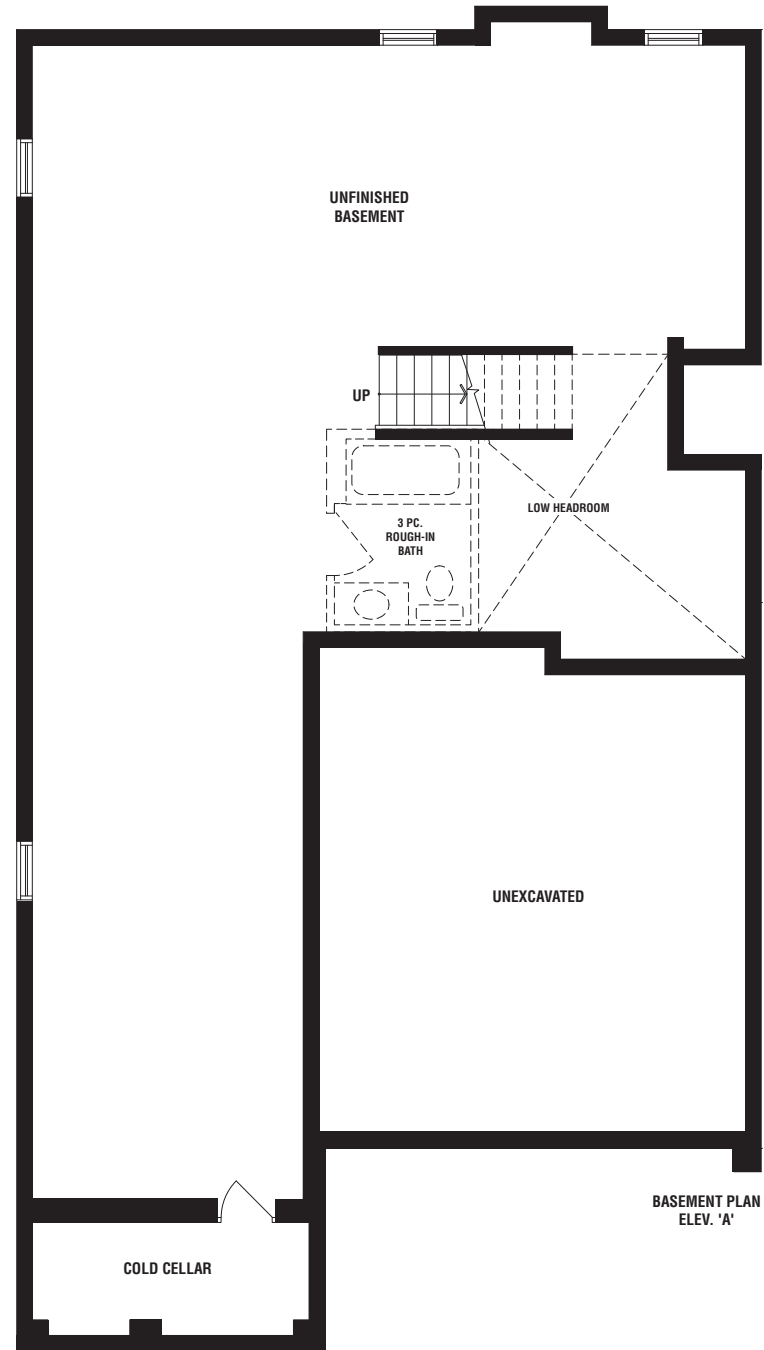 UNFINISHED
BASEMENT
UP
LOW HEADROOM
3 PC.
ROUGH-IN
BATH
UNEXCAVATED
BASEMENT PLAN
ELEV. 'A'
COLD CELLAR